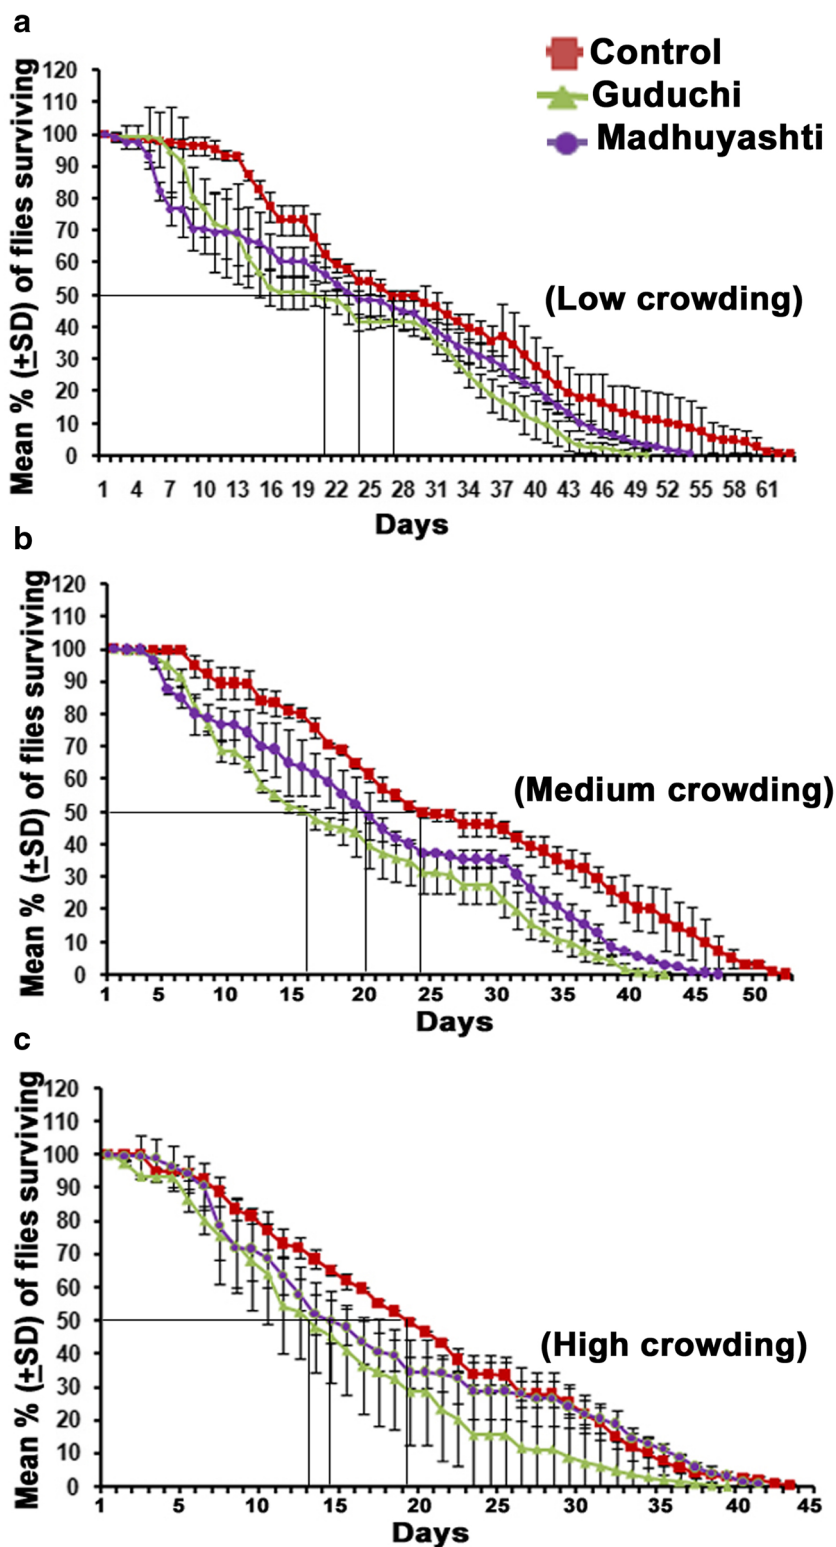 a
Control
Guduchi
Madhuyashti
Mean % (±SD) of flies surviving
120
110
100
90
80
70
60
50
40
30
20
10
0
(Low crowding)
1 4 7 10 13 16 19 22 25 28 31 34 37 40 43 46 49 52 55 58 61
Days
b
Mean % (±SD) of flies surviving
120
110
100
90
80
70
60
50
40
30
20
10
0
(Medium crowding)
1 5 10 15 20 25 30 35 40 45 50
Days
c
Mean % (±SD) of flies surviving
120
110
100
90
80
70
60
50
40
30
20
10
0
(High crowding)
1 5 10 15 20 25 30 35 40 45
Days